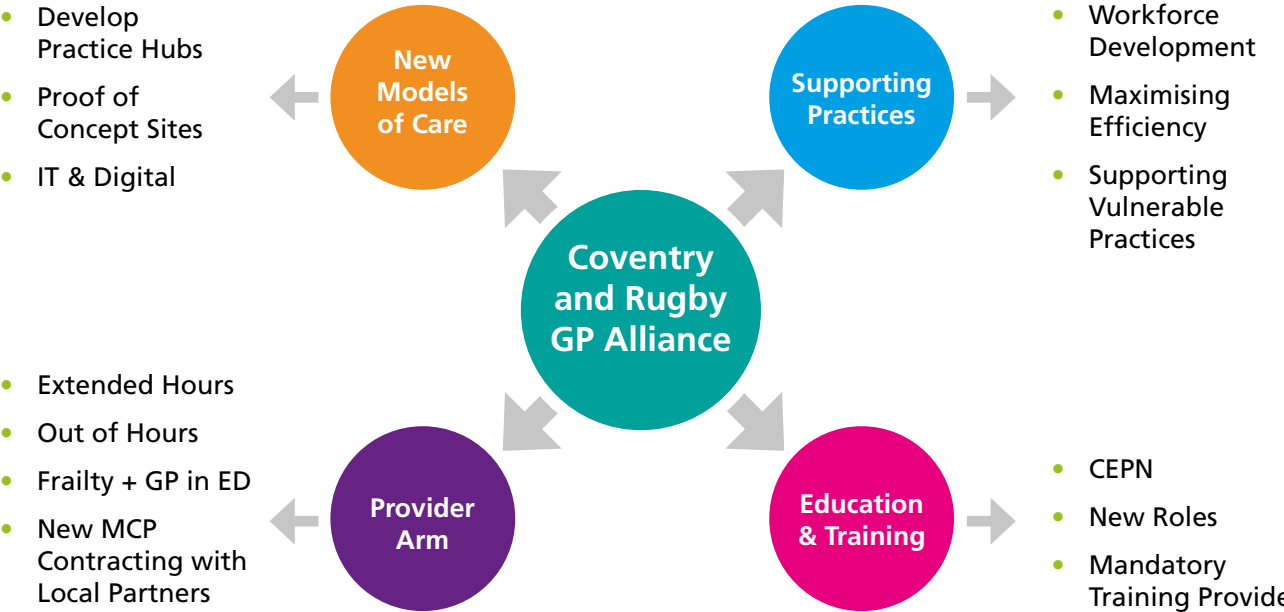 • Develop
Practice Hubs
• Proof of
Concept Sites
• IT & Digital
New
Models
of Care
Supporting
Practices
• Workforce
Development
• Maximising
Efficiency
• Supporting
Vulnerable
Practices
Coventry
and Rugby
GP Alliance
• Extended Hours
• Out of Hours
• Frailty + GP in ED
• New MCP
Contracting with
Local Partners
Provider
Arm
Education
& Training
• CEPN
• New Roles
• Mandatory
Training Provide